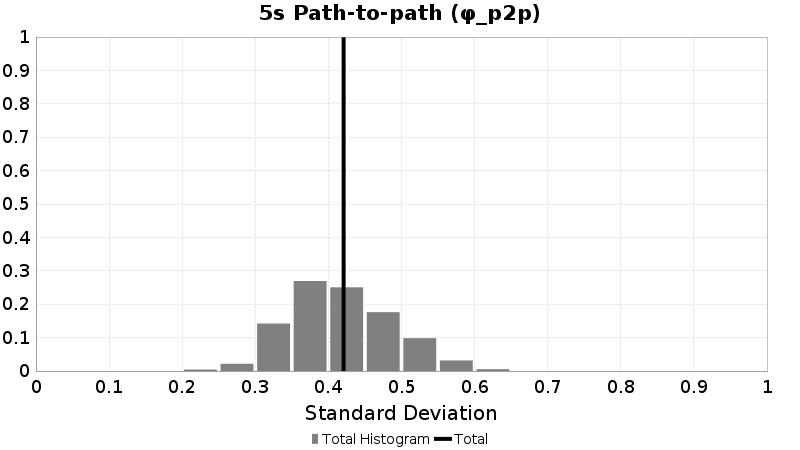 5s Path-to-path (φ_p2p)
1
0.9
0.8
0.7
0.6
0.5
0.4
0.3
0.2
0.1
0
0 0.1 0.2 0.3 0.4 0.5 0.6 0.7 0.8 0.9 1
Standard Deviation
Total Histogram Total